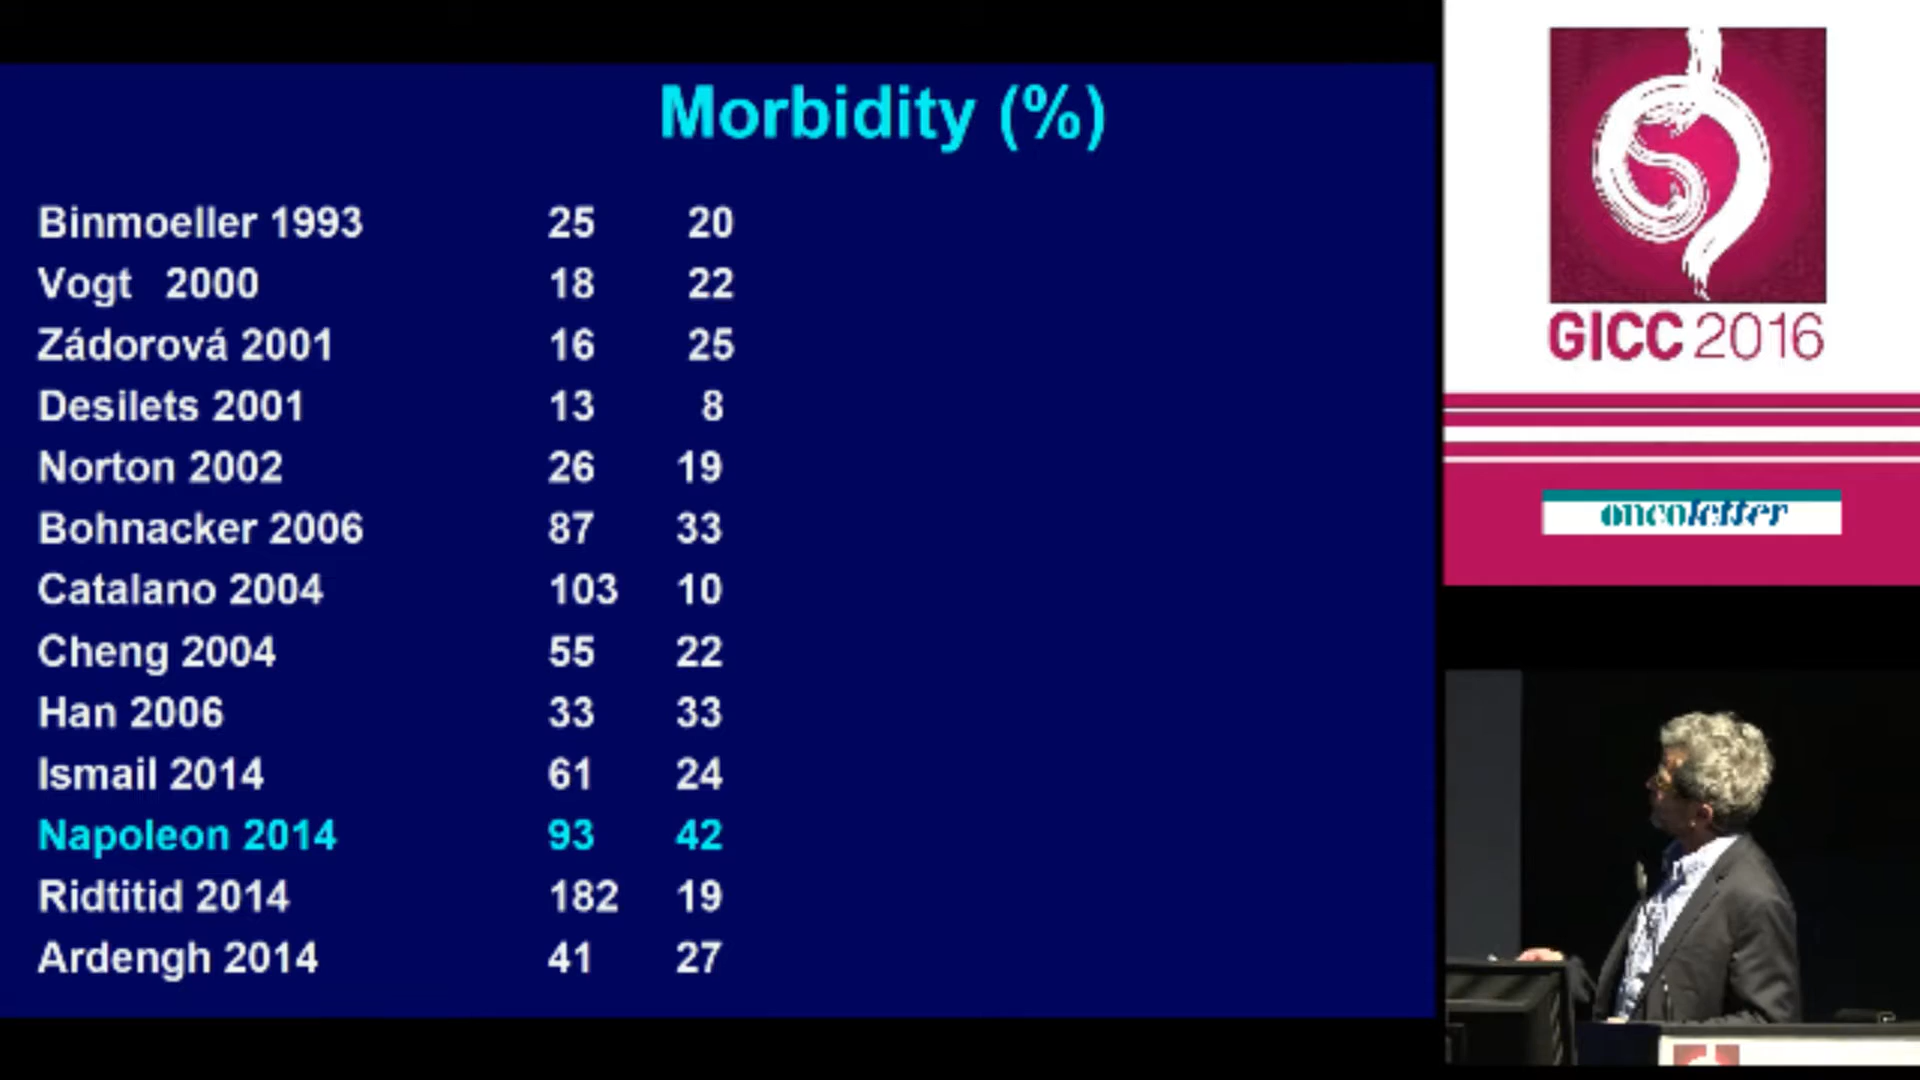 Morbidity (%)
Binmoeller 1993 25 20
Vogt 2000 18 22
Zádorová 2001 16 25
Desilets 2001 13 8
Norton 2002 26 19
Bohnacker 2006 87 33
Catalano 2004 103 10
Cheng 2004 55 22
Han 2006 33 33
Ismail 2014 61 24
Napoleon 2014 93 42
Ridtitid 2014 182 19
Ardengh 2014 41 27
GICC 2016
oncoletter